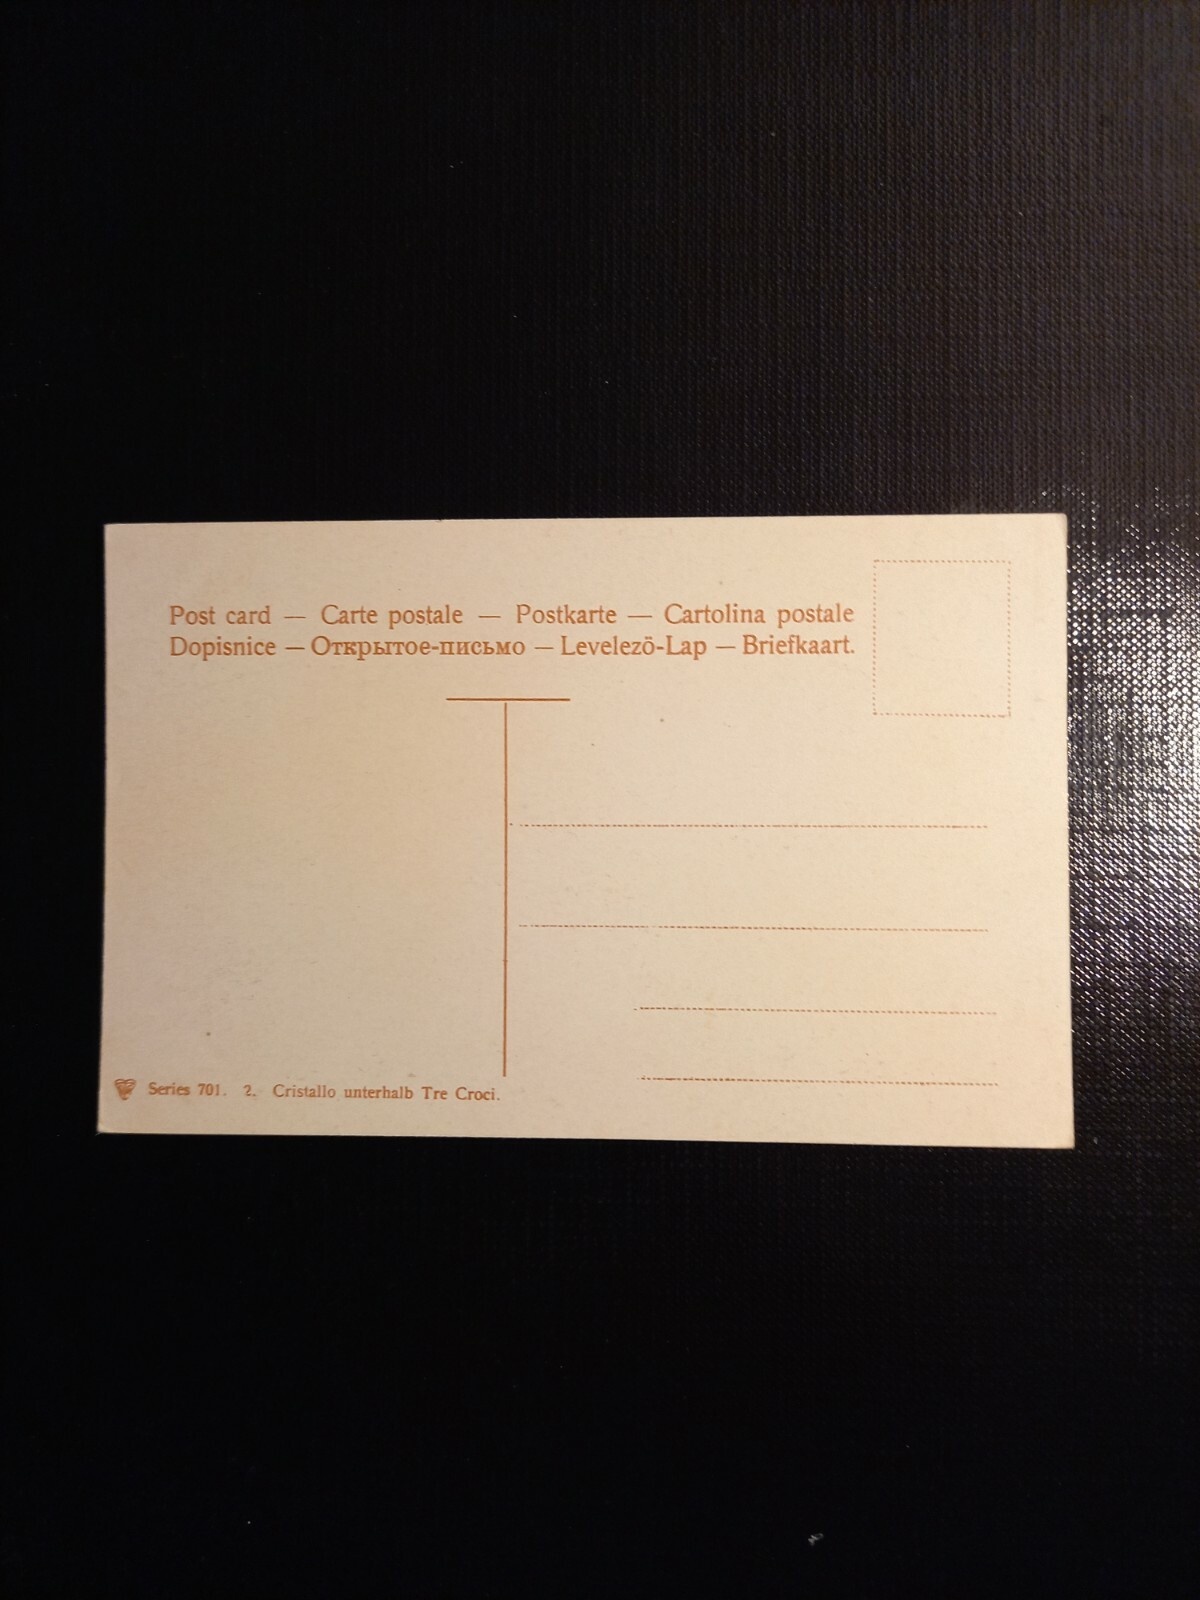 Post card — Carte postale — Postkarte — Cartolina postale
Dopisnice — Открытое-письмо — Levelezö-Lap — Briefkaart.
Series 701. 2. Cristallo unterhalb Tre Croci.